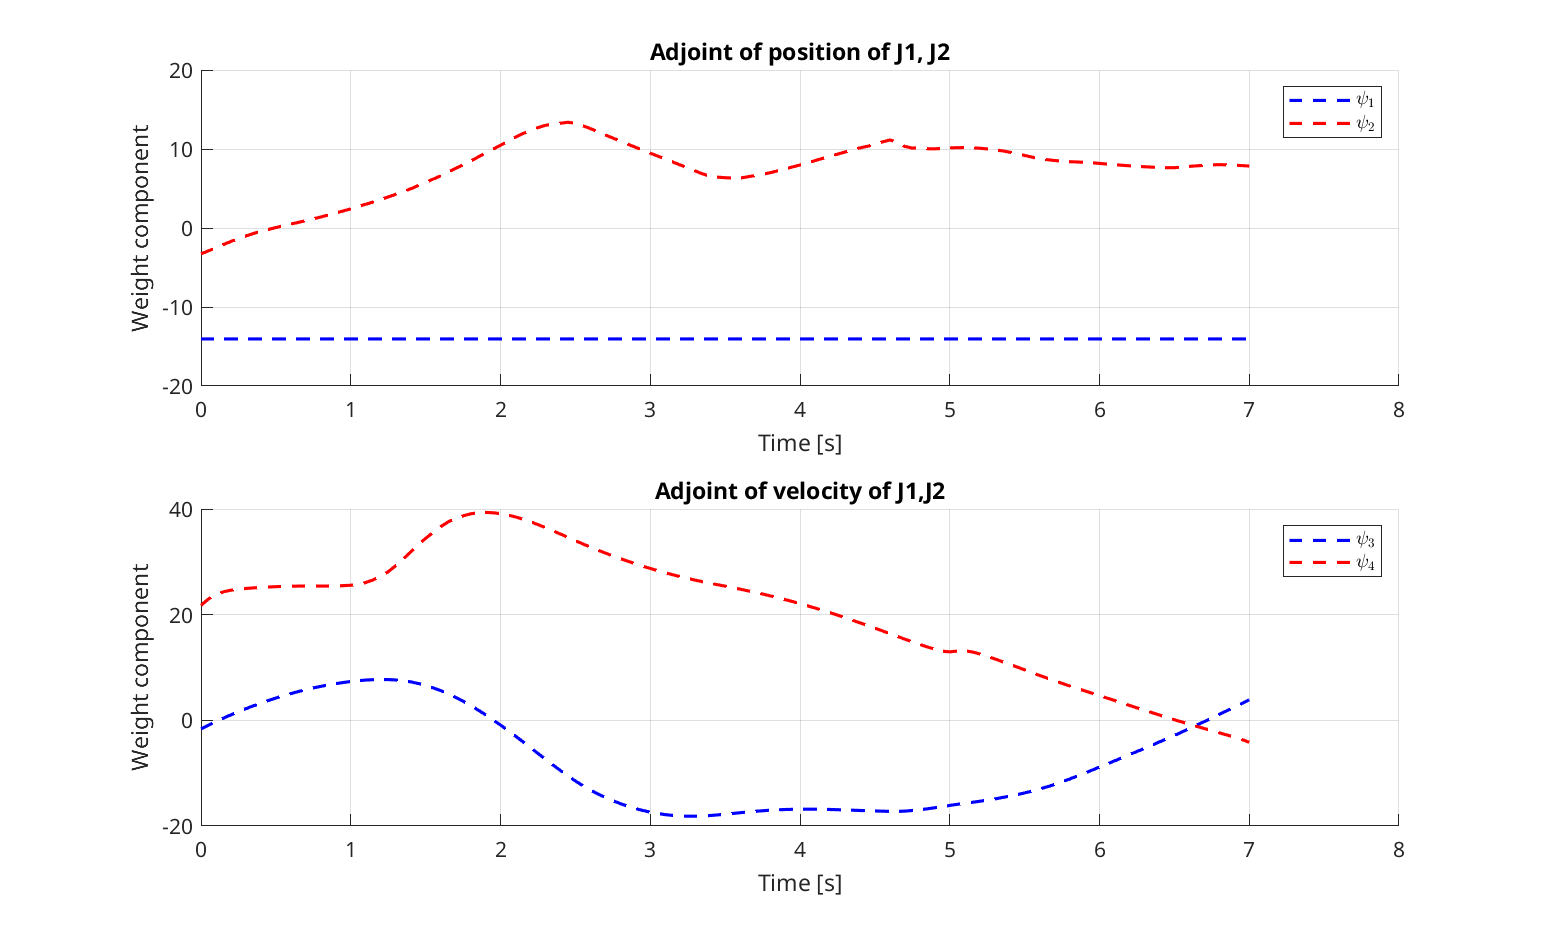 Adjoint of position of J1, J2
20
10
0
-10
-20
Weight component
ψ1
ψ2
0 1 2 3 4 5 6 7 8
Time [s]
Adjoint of velocity of J1,J2
40
20
0
-20
Weight component
ψ3
ψ4
0 1 2 3 4 5 6 7 8
Time [s]